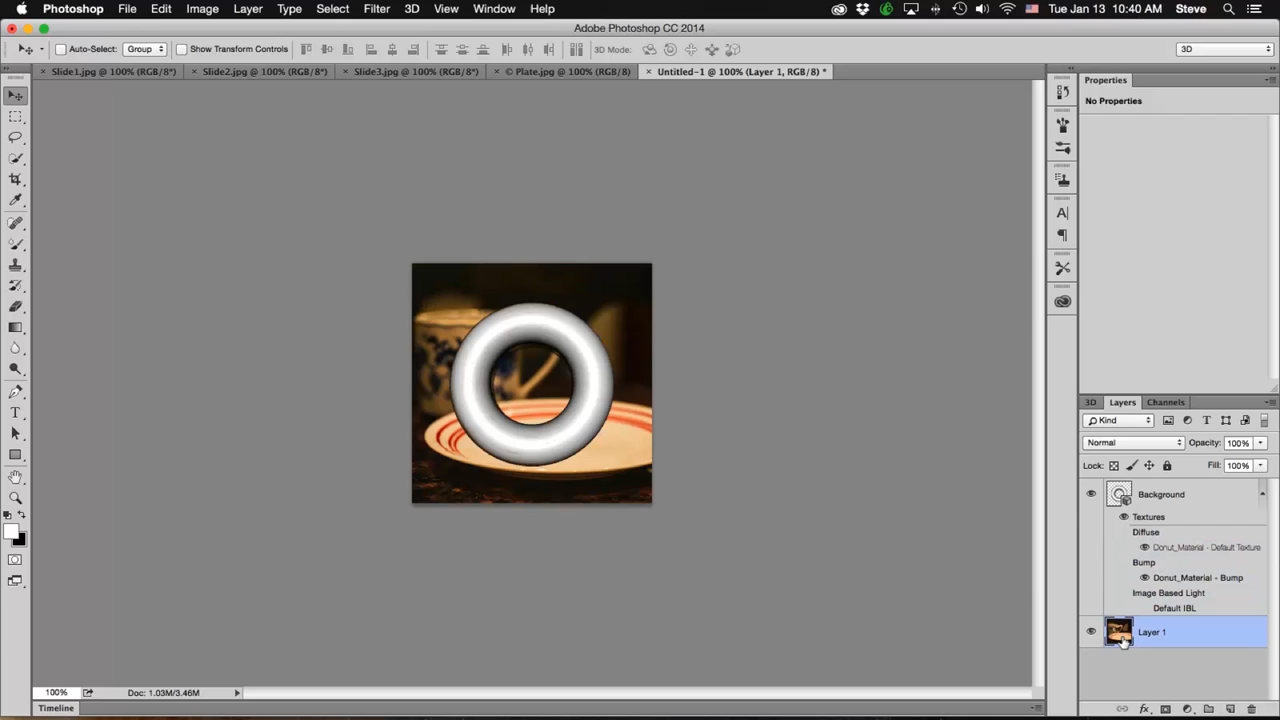 Photoshop File Edit Image Layer Type Select Filter 3D View Window Help Tue Jan 13 10:40 AM Steve
Adobe Photoshop CC 2014
Auto-Select: Group Show Transform Controls 3D Mode: 3D
Slide1.jpg @ 100% (RGB/8*) Slide2.jpg @ 100% (RGB/8*) Slide3.jpg @ 100% (RGB/8*) © Plate.jpg @ 100% (RGB/8) Untitled-1 @ 100% (Layer 1, RGB/8) *
Properties
No Properties
3D Layers Channels
Kind
Normal Opacity: 100%
Lock: Fill: 100%
Background
Textures
Diffuse
Donut_Material - Default Texture
Bump
Donut_Material - Bump
Image Based Light
Default IBL
Layer 1
100% Doc: 1.03M/3.46M
Timeline